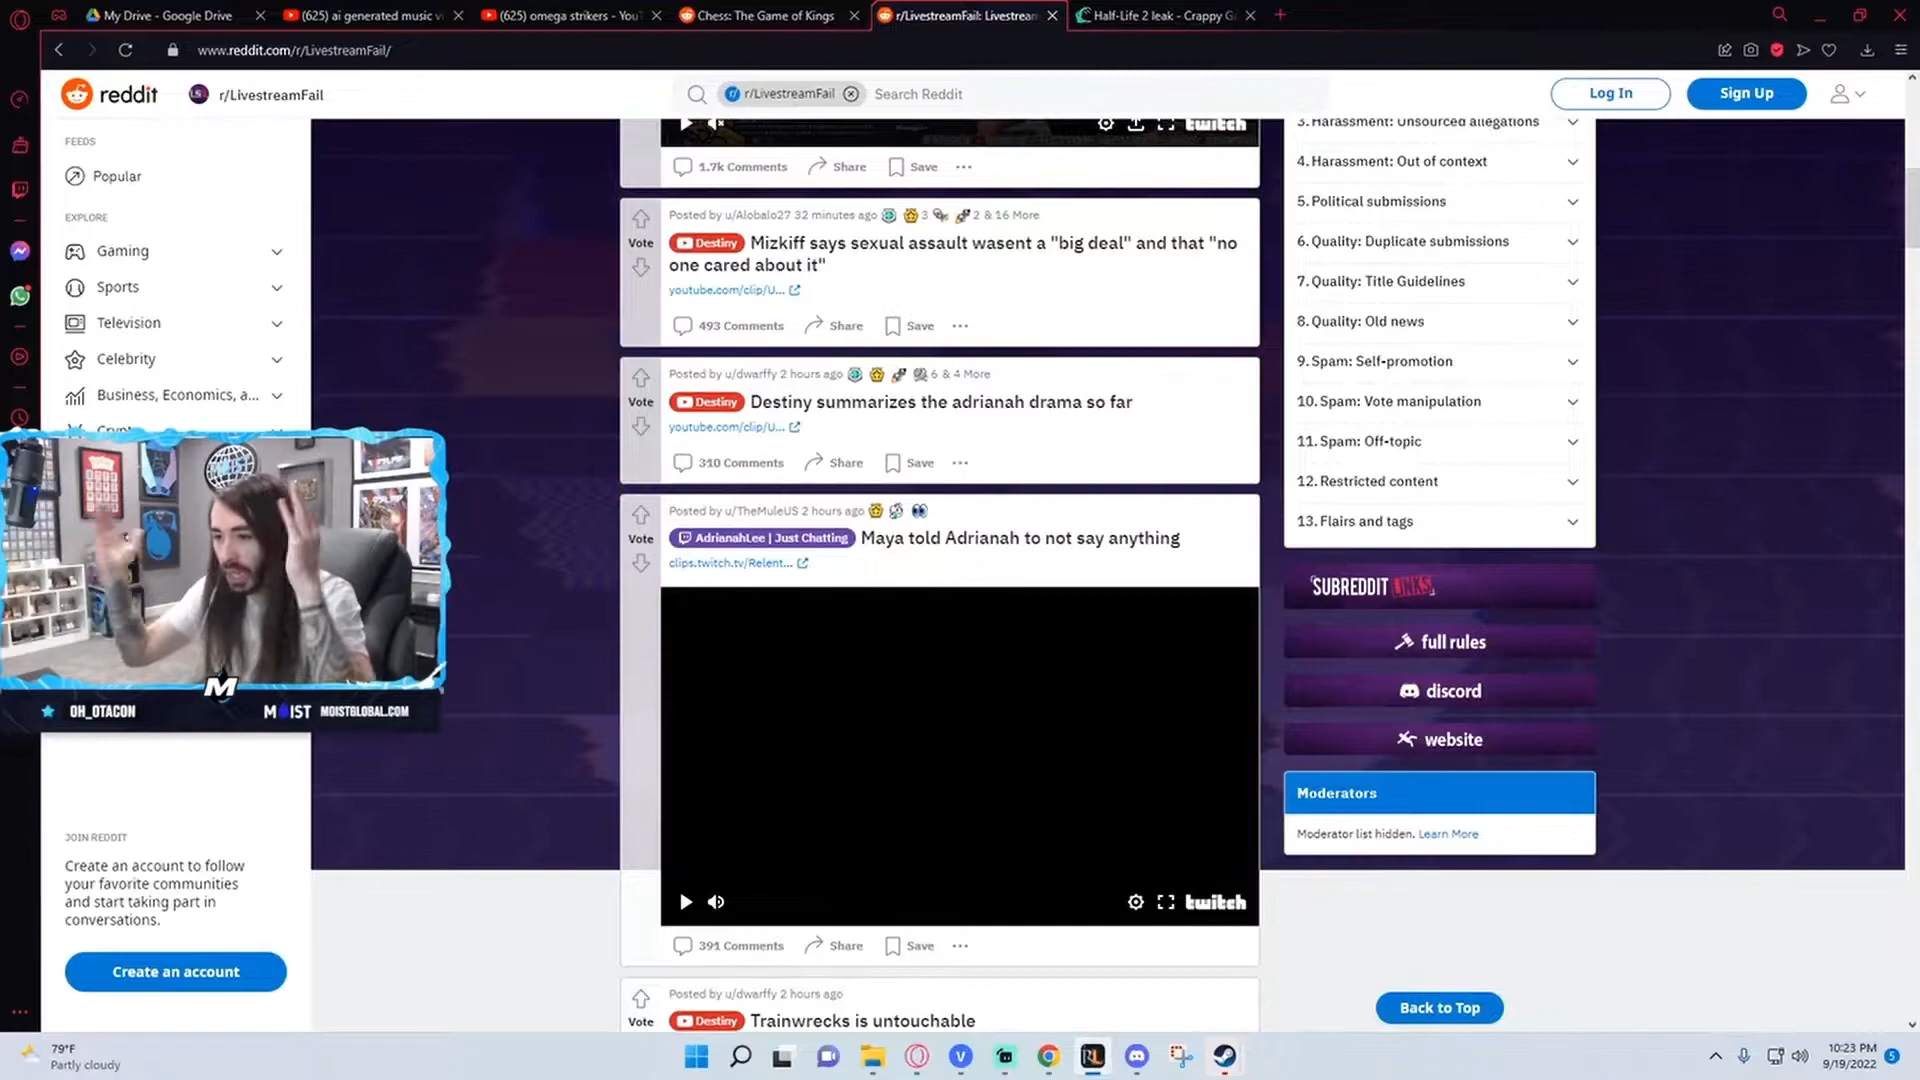 My Drive - Google Drive
(625) ai generated music vi
(625) omega strikers - YouT
Chess: The Game of Kings
r/LivestreamFail: Livestream
Half-Life 2 leak - Crappy Ga
www.reddit.com/r/LivestreamFail/
reddit
r/LivestreamFail
r/LivestreamFail
Search Reddit
Log In
Sign Up
FEEDS
Popular
EXPLORE
Gaming
Sports
Television
Celebrity
Business, Economics, a...
twitch
1.7k Comments Share Save
Posted by u/Alobalo27 32 minutes ago 3 2 & 16 More
Vote
Destiny Mizkiff says sexual assault wasent a "big deal" and that "no
one cared about it"
youtube.com/clip/U...
493 Comments Share Save
Posted by u/dwarffy 2 hours ago 6 & 4 More
Vote
Destiny Destiny summarizes the adrianah drama so far
youtube.com/clip/U...
310 Comments Share Save
Posted by u/TheMuleUS 2 hours ago
Vote
AdrianahLee | Just Chatting Maya told Adrianah to not say anything
clips.twitch.tv/Relent...
twitch
391 Comments Share Save
Posted by u/dwarffy 2 hours ago
Vote
Destiny Trainwrecks is untouchable
3. Harassment: Unsourced allegations
4. Harassment: Out of context
5. Political submissions
6. Quality: Duplicate submissions
7. Quality: Title Guidelines
8. Quality: Old news
9. Spam: Self-promotion
10. Spam: Vote manipulation
11. Spam: Off-topic
12. Restricted content
13. Flairs and tags
SUBREDDIT LINKS
full rules
discord
website
Moderators
Moderator list hidden. Learn More
Back to Top
M
OH_OTACON
MOIST
MOISTGLOBAL.COM
JOIN REDDIT
Create an account to follow
your favorite communities
and start taking part in
conversations.
Create an account
79°F
Partly cloudy
10:23 PM
9/19/2022
5